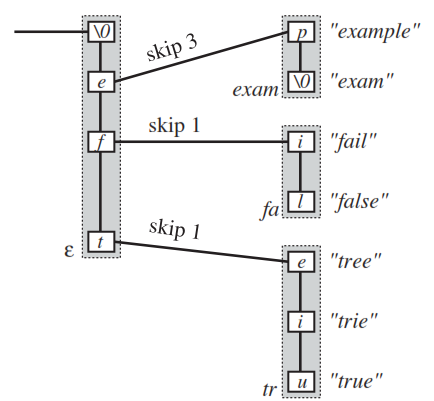 \0 p "example"
skip 3
e exam \0 "exam"
skip 1
f i "fail"
fa l "false"
skip 1
ε t
e "tree"
i "trie"
tr u "true"